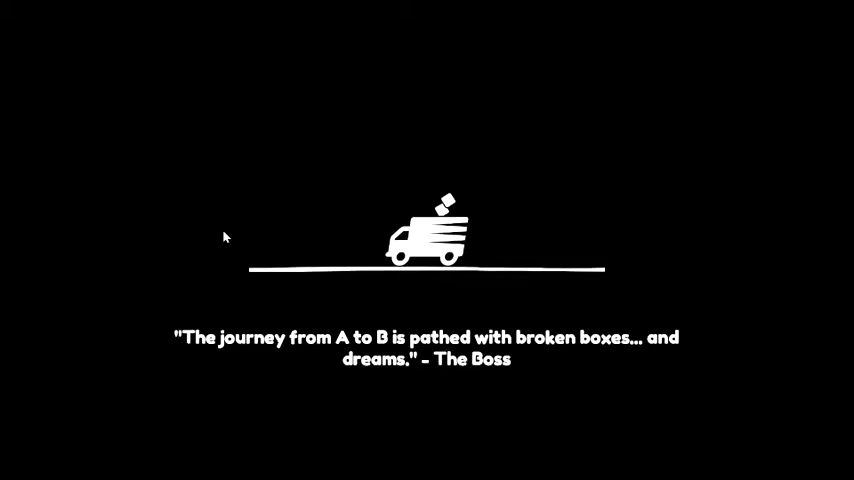 "The journey from A to B is pathed with broken boxes... and
dreams." - The Boss